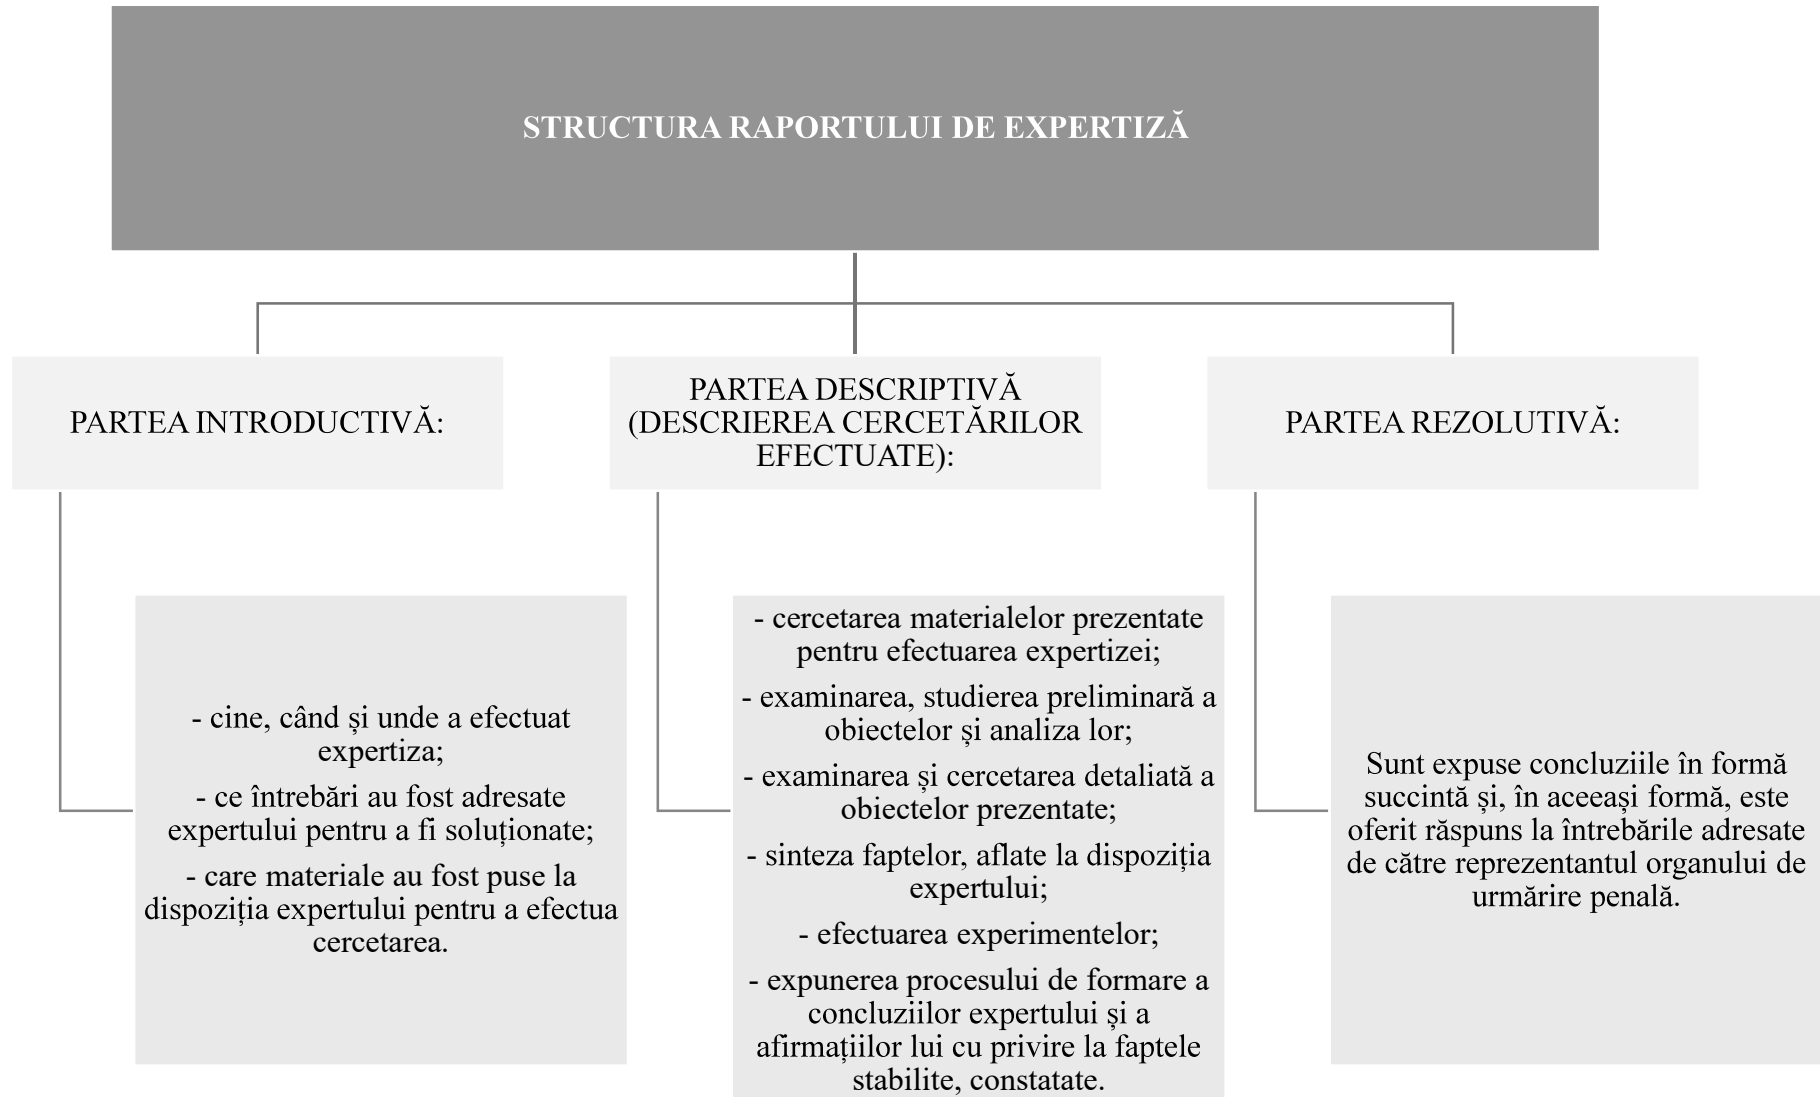 STRUCTURA RAPORTULUI DE EXPERTIZĂ
PARTEA INTRODUCTIVĂ:
- cine, când și unde a efectuat
expertiza;
- ce întrebări au fost adresate
expertului pentru a fi soluționate;
- care materiale au fost puse la
dispoziția expertului pentru a efectua
cercetarea.
PARTEA DESCRIPTIVĂ
(DESCRIEREA CERCETĂRILOR
EFECTUATE):
- cercetarea materialelor prezentate
pentru efectuarea expertizei;
- examinarea, studierea preliminară a
obiectelor și analiza lor;
- examinarea și cercetarea detaliată a
obiectelor prezentate;
- sinteza faptelor, aflate la dispoziția
expertului;
- efectuarea experimentelor;
- expunerea procesului de formare a
concluziilor expertului și a
afirmațiilor lui cu privire la faptele
stabilite, constatate.
PARTEA REZOLUTIVĂ:
Sunt expuse concluziile în formă
succintă și, în aceeași formă, este
oferit răspuns la întrebările adresate
de către reprezentantul organului de
urmărire penală.